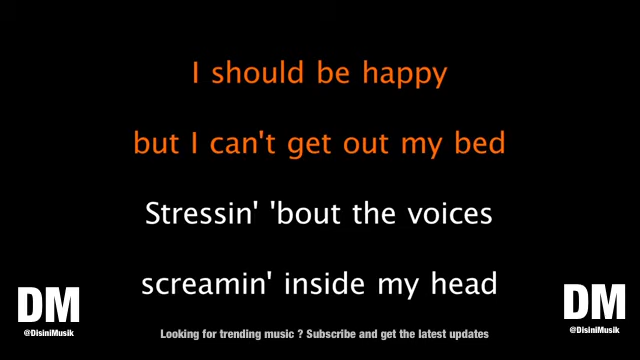 I should be happy
but I can't get out my bed
Stressin' 'bout the voices
screamin' inside my head
DM
@DisiniMusik
DM
@DisiniMusik
Looking for trending music ? Subscribe and get the latest updates